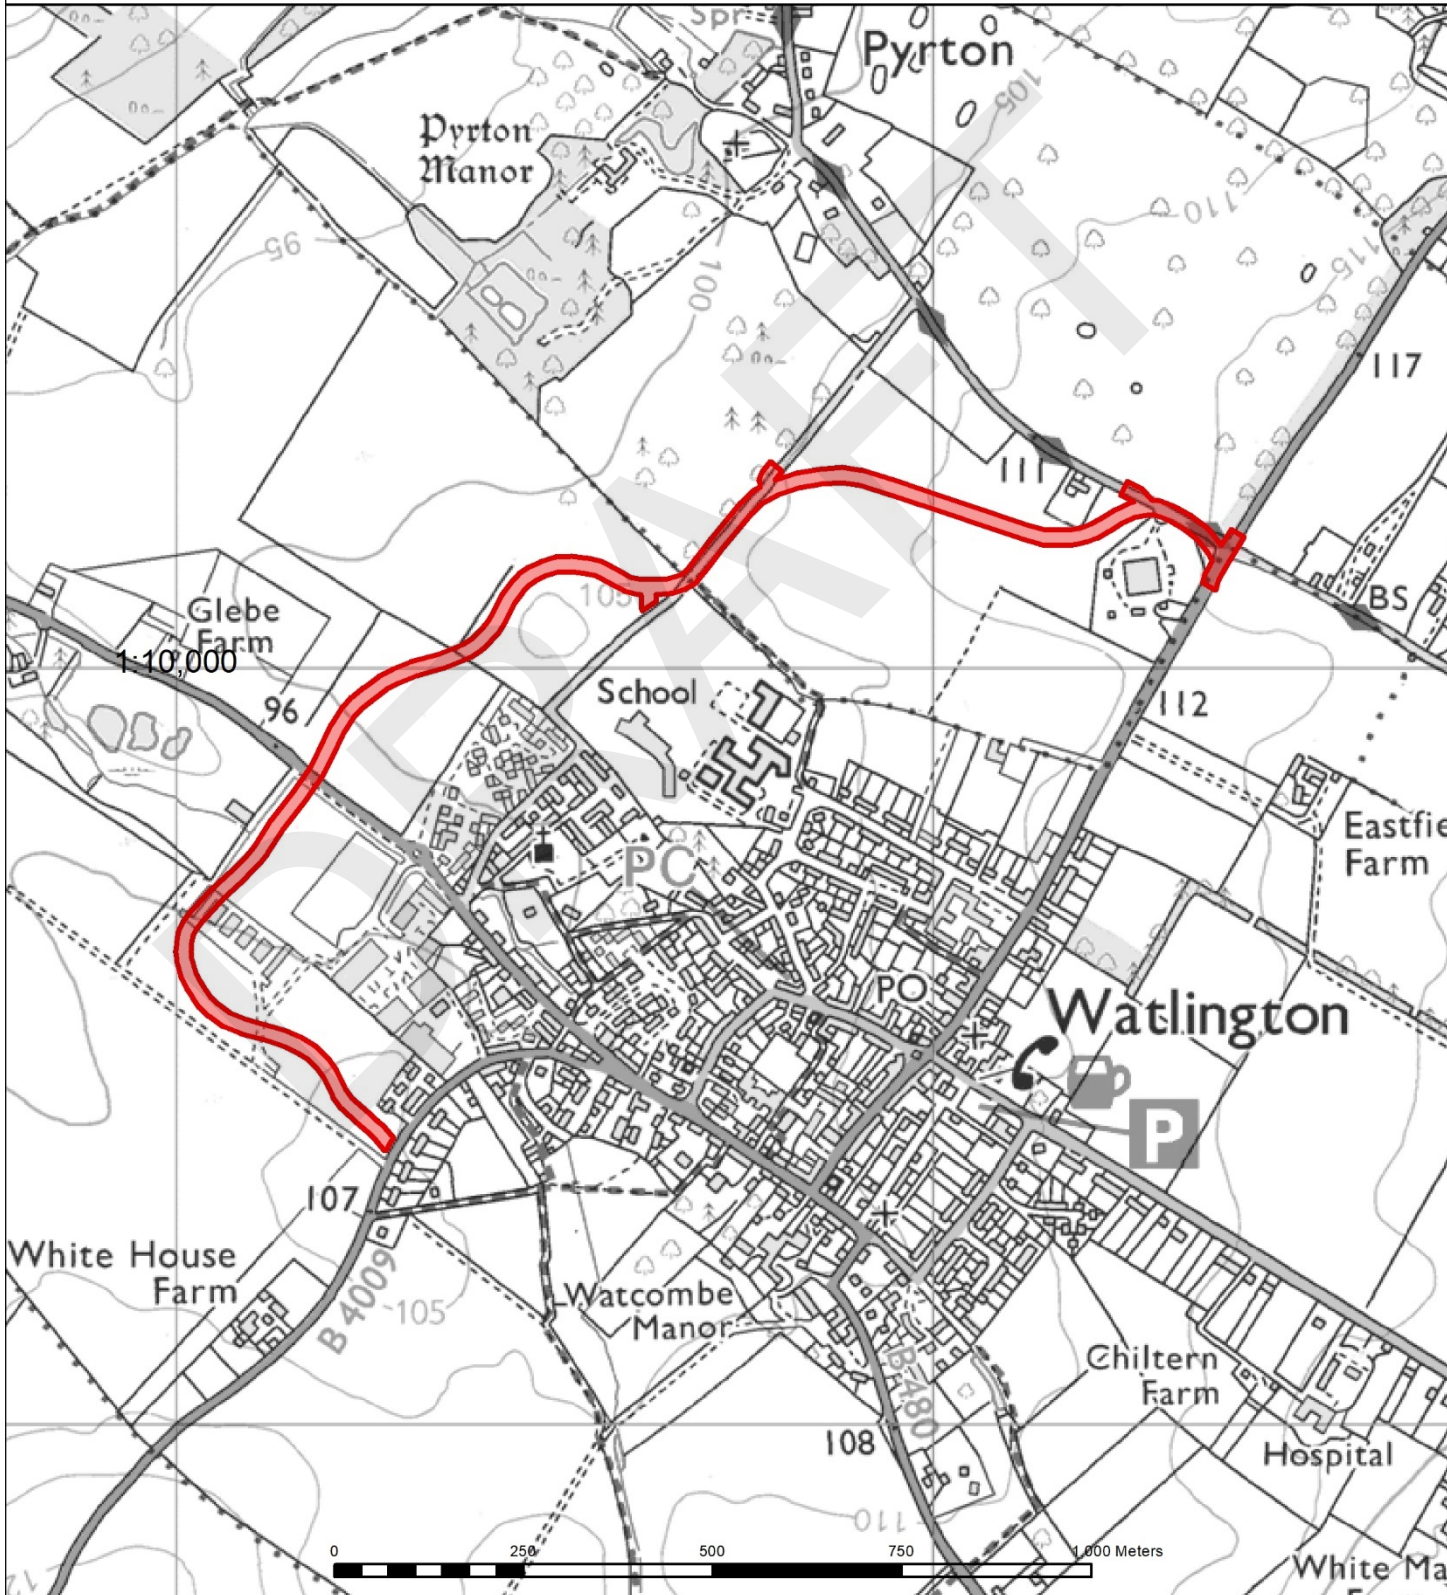 Spr
Pyrton
105
Pyrton
Manor
110
115
95
100
117
111
105
BS
Glebe
Farm
1:10,000
96
School
112
Eastfie
Farm
PC
PO
Watlington
P
107
White House
Farm
B 4009
105
Watcombe
Manor
B 480
Chiltern
Farm
108
Hospital
110
White Ma
0 250 500 750 1,000 Meters
DRAFT